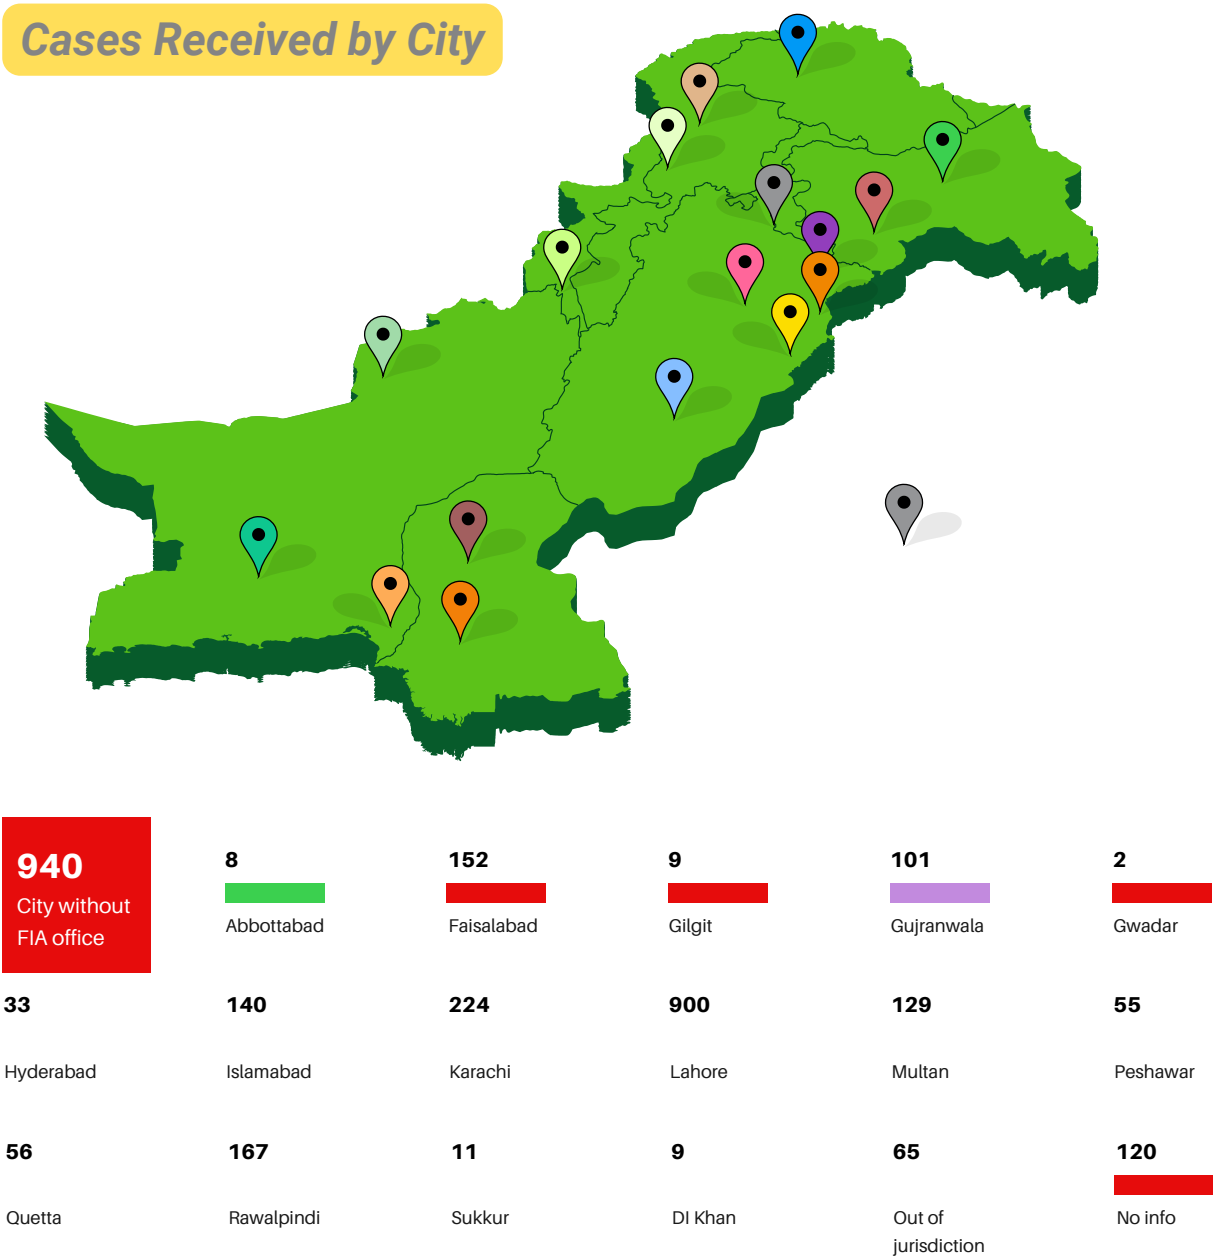 Cases Received by City
940
City without
FIA office
8
Abbottabad
152
Faisalabad
9
Gilgit
101
Gujranwala
2
Gwadar
33
Hyderabad
140
Islamabad
224
Karachi
900
Lahore
129
Multan
55
Peshawar
56
Quetta
167
Rawalpindi
11
Sukkur
9
DI Khan
65
Out of
jurisdiction
120
No info